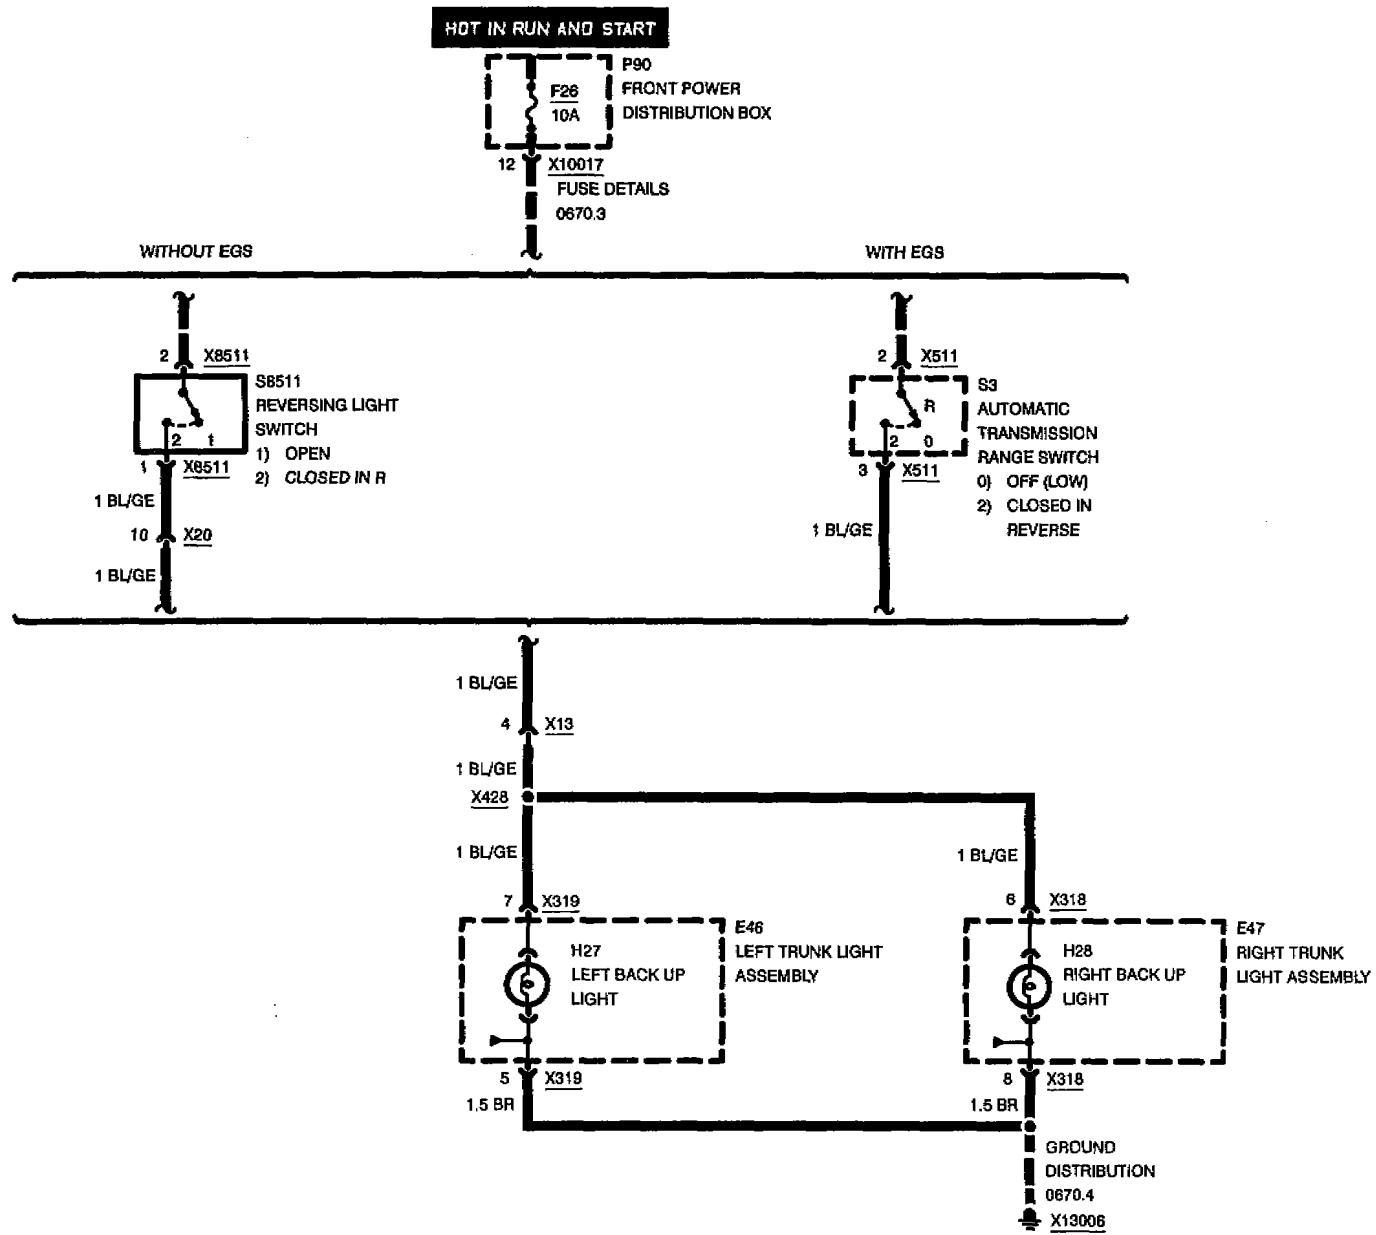 HOT IN RUN AND START
P90
FRONT POWER
DISTRIBUTION BOX
F26
10A
12 X10017
FUSE DETAILS
0670.3
WITHOUT EGS
WITH EGS
2 X8511
S8511
REVERSING LIGHT
SWITCH
1) OPEN
2) CLOSED IN R
2 1
1 X8511
1 BL/GE
10 X20
1 BL/GE
2 X511
S3
AUTOMATIC
TRANSMISSION
RANGE SWITCH
0) OFF (LOW)
2) CLOSED IN
REVERSE
R
2 0
3 X511
1 BL/GE
1 BL/GE
4 X13
1 BL/GE
X428
1 BL/GE
1 BL/GE
7 X319
E46
LEFT TRUNK LIGHT
ASSEMBLY
H27
LEFT BACK UP
LIGHT
5 X319
1.5 BR
6 X318
E47
RIGHT TRUNK
LIGHT ASSEMBLY
H28
RIGHT BACK UP
LIGHT
8 X318
1.5 BR
GROUND
DISTRIBUTION
0670.4
X13006